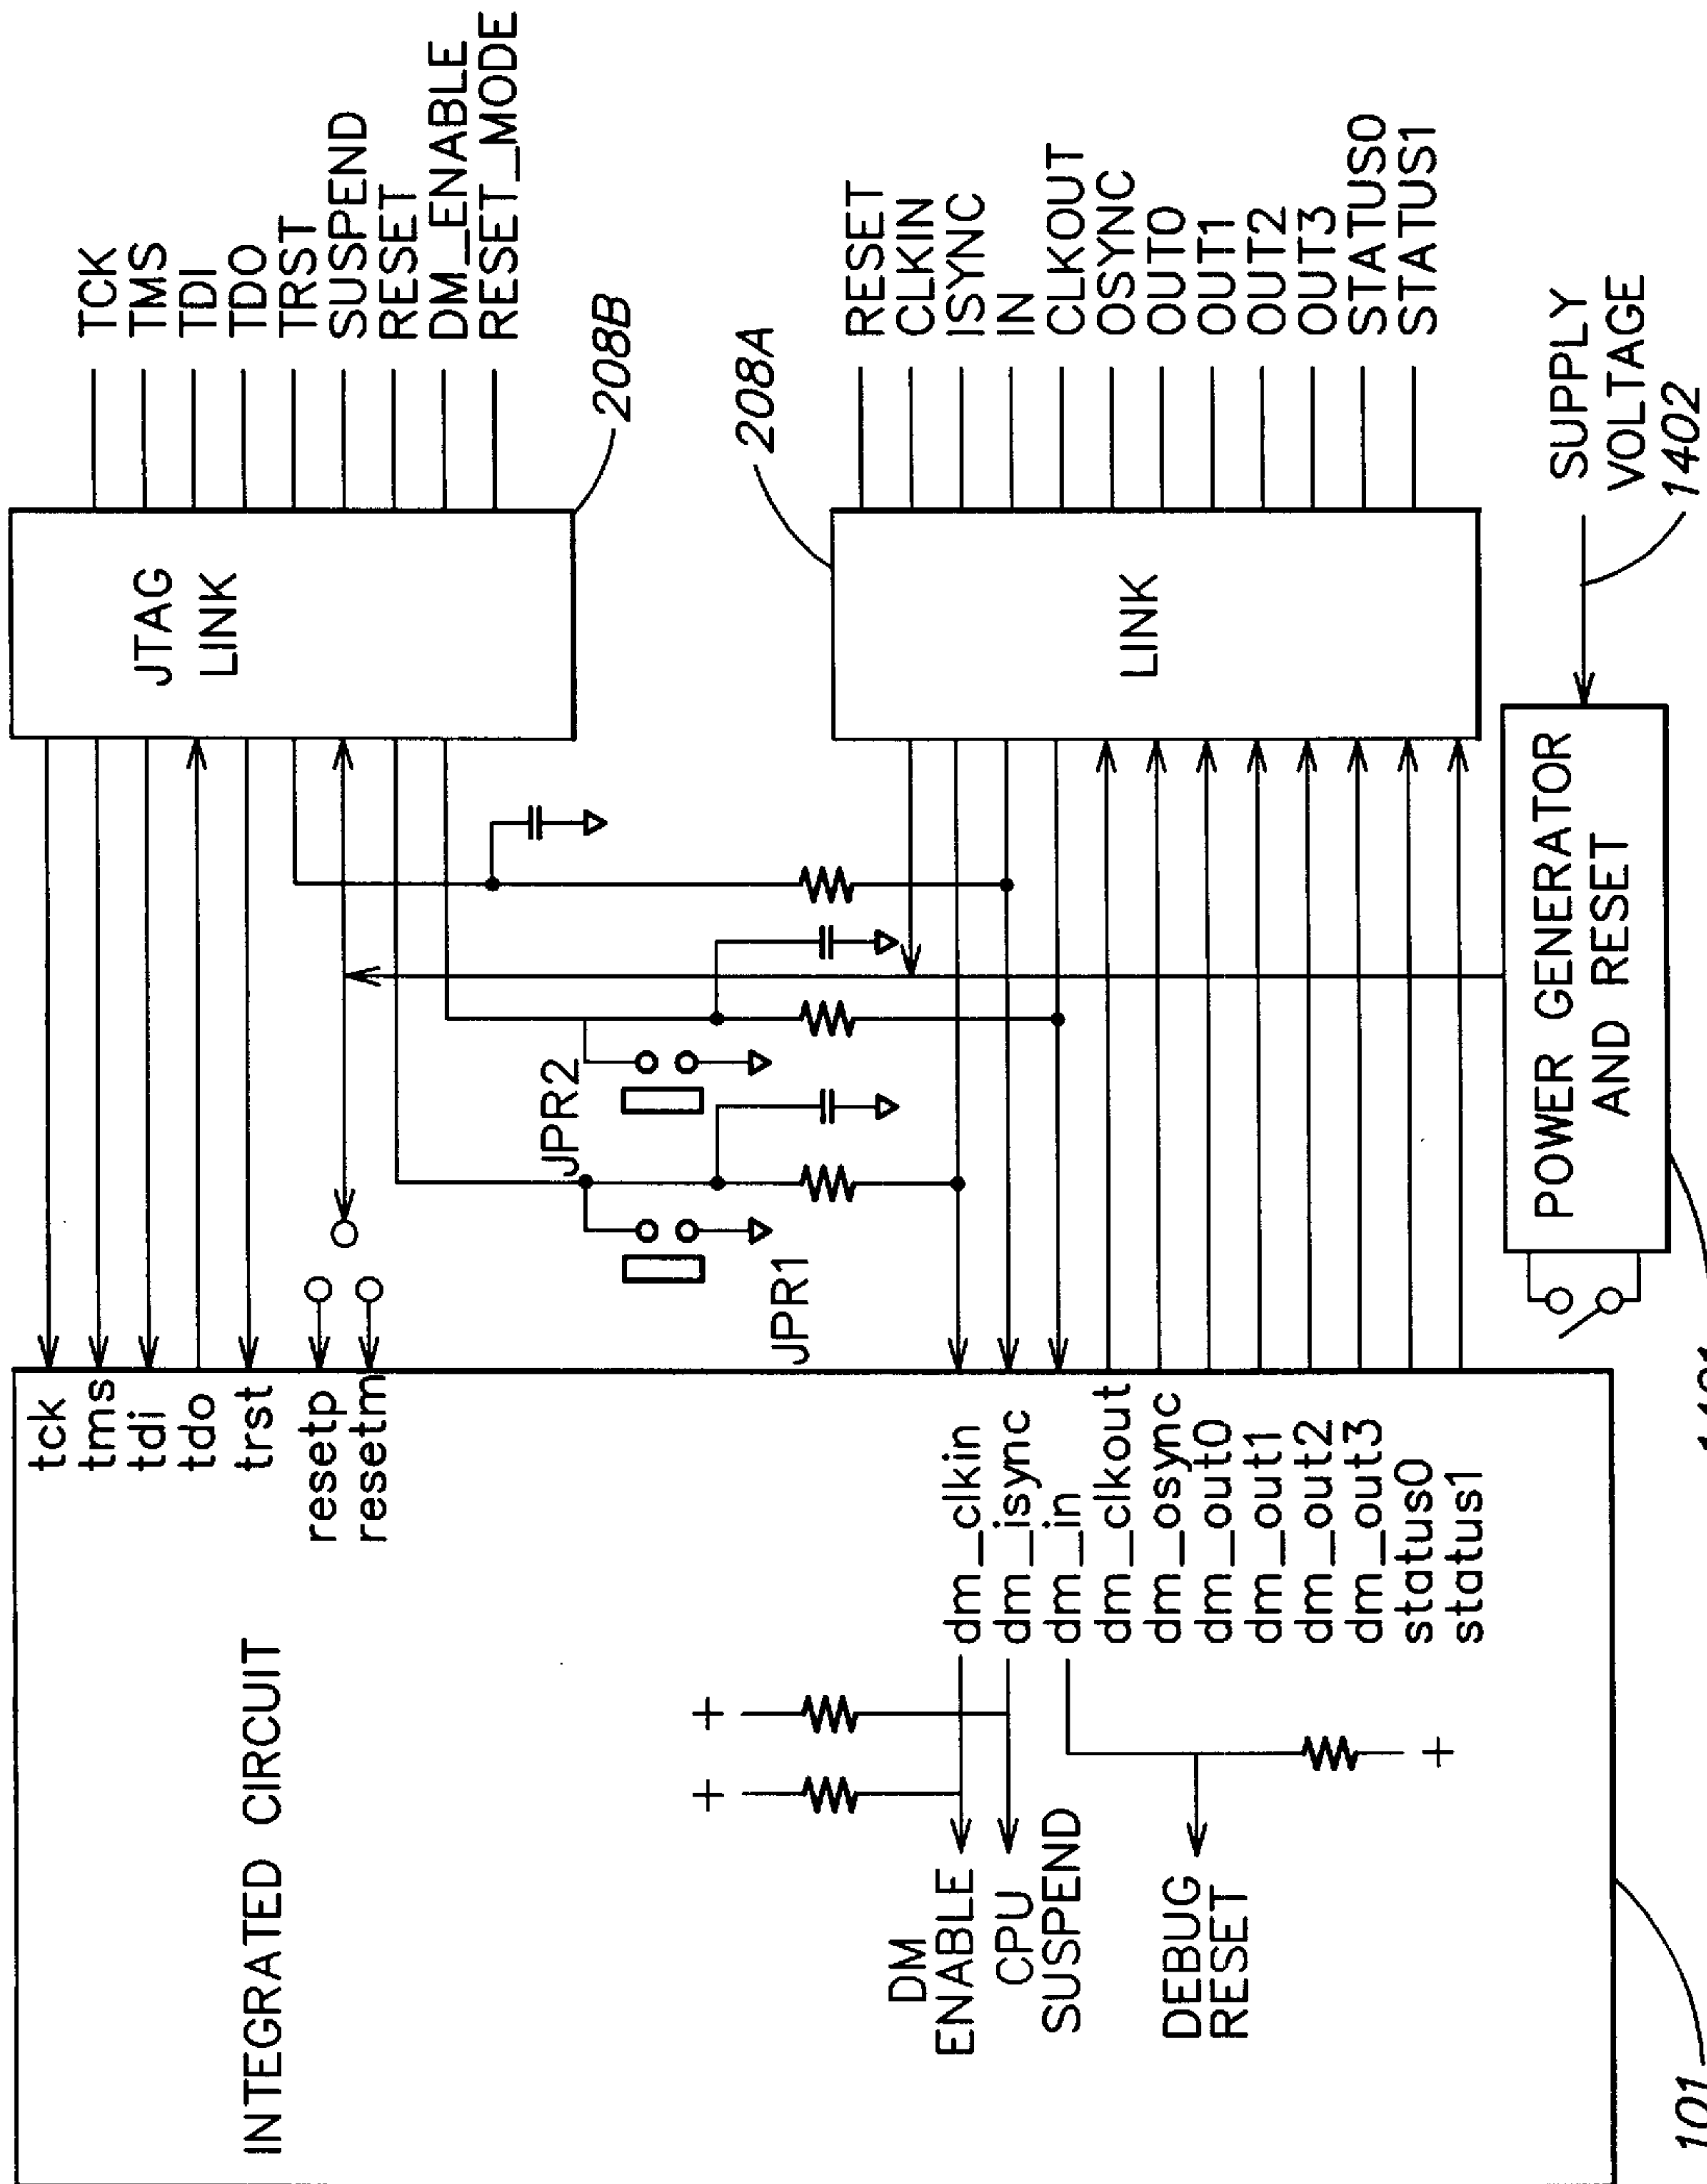 INTEGRATED CIRCUIT
tck
tms
tdi
tdo
trst
resetp
resetm
JTAG
LINK
TCK
TMS
TDI
TDO
TRST
SUSPEND
RESET
DM_ENABLE
RESET_MODE
208B
JPR2
JPR1
208A
DM
ENABLE
CPU
SUSPEND
DEBUG
RESET
dm_clkin
dm_isync
dm_in
dm_clkout
dm_osync
dm_out0
dm_out1
dm_out2
dm_out3
status0
status1
LINK
RESET
CLKIN
ISYNC
IN
CLKOUT
OSYNC
OUT0
OUT1
OUT2
OUT3
STATUS0
STATUS1
POWER GENERATOR
AND RESET
SUPPLY
VOLTAGE
1402
101